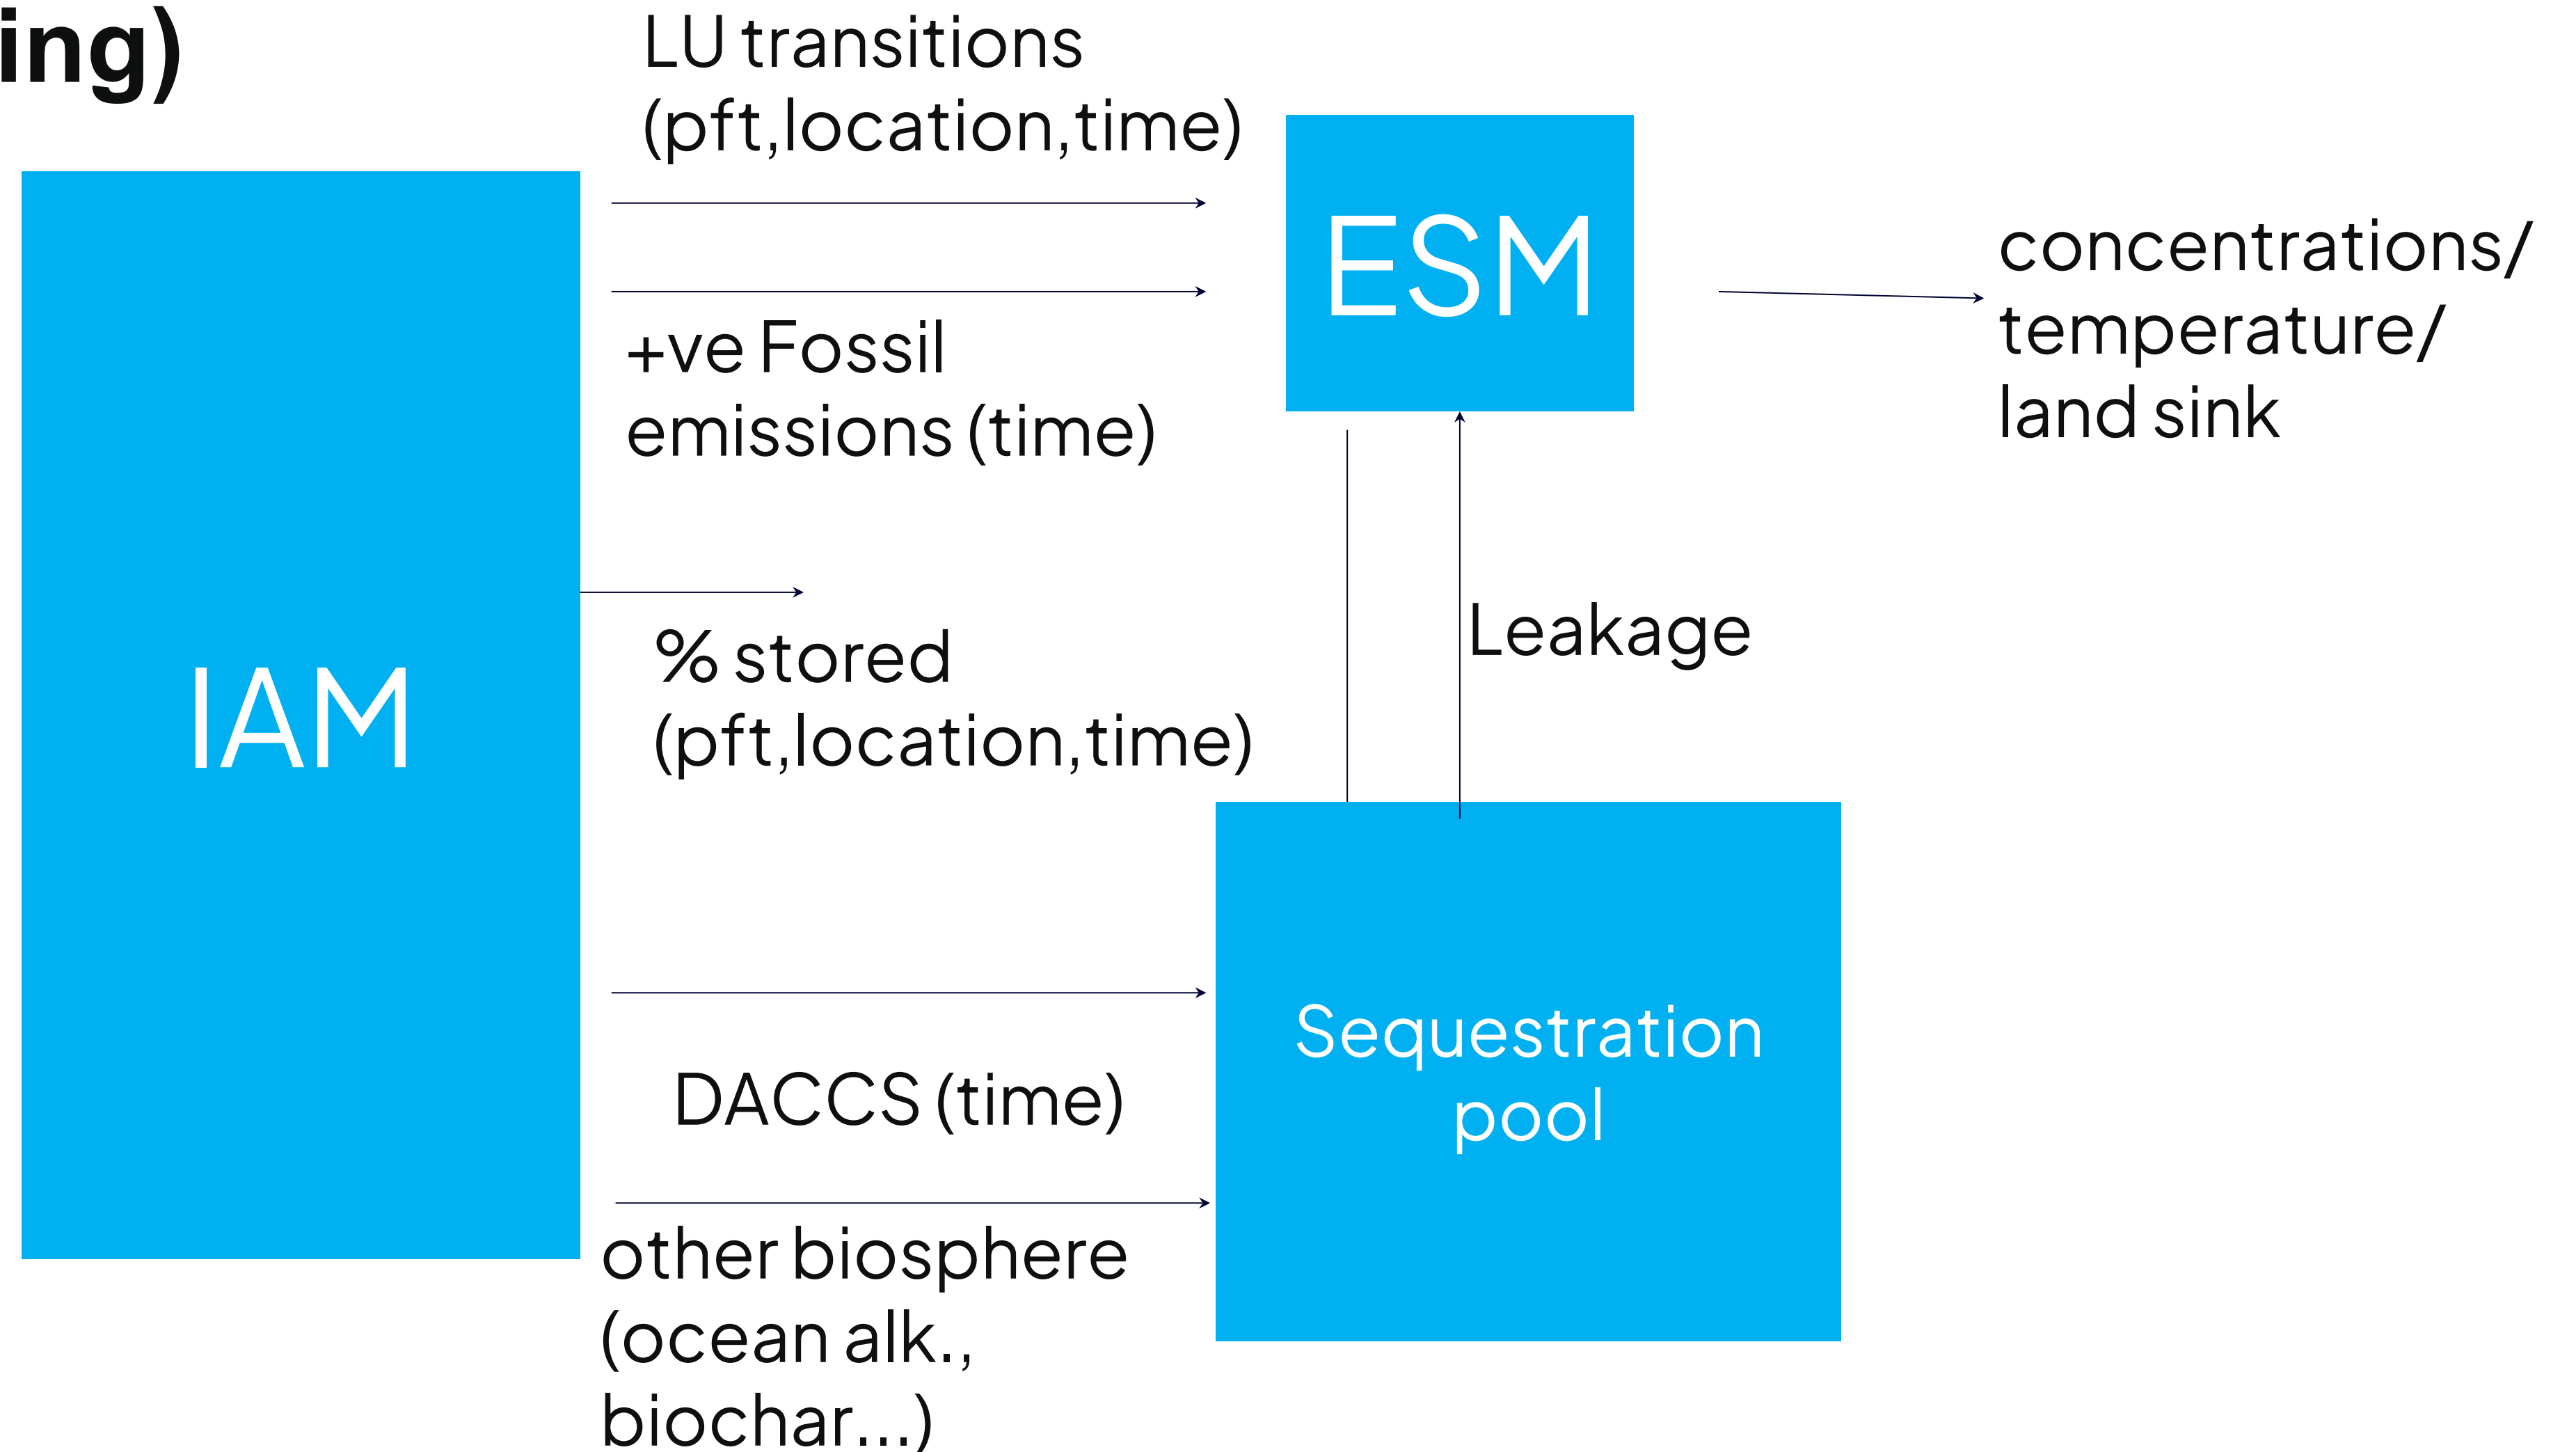 ing)
LU transitions
(pft,location,time)
ESM
concentrations/
temperature/
land sink
+ve Fossil
emissions (time)
IAM
% stored
(pft,location,time)
Leakage
Sequestration
pool
DACCS (time)
other biosphere
(ocean alk.,
biochar...)